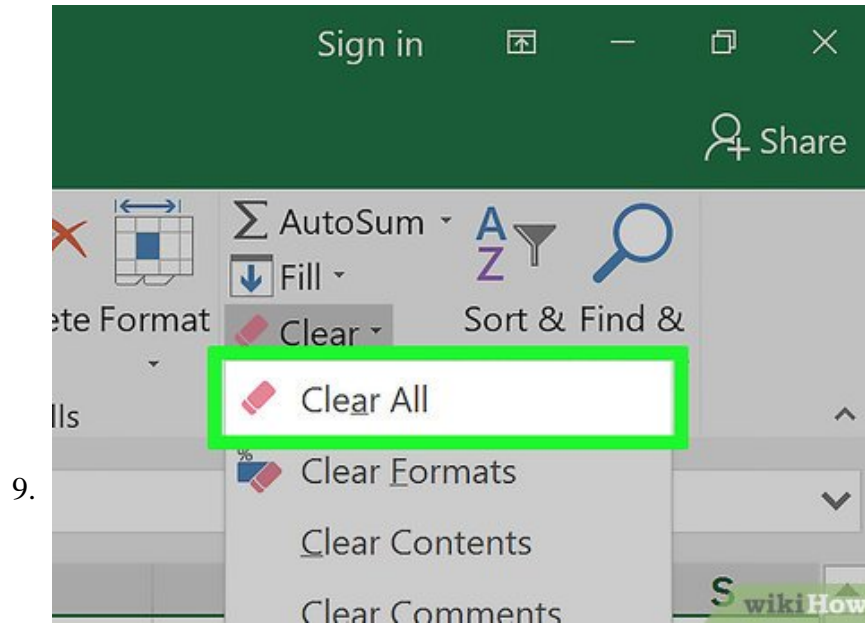 Sign in
Share
AutoSum
A
Z
Fill
ete Format
Clear
Sort & Find &
Clear All
lls
%
Clear Formats
9.
Clear Contents
S
Clear Comments
wikiHow